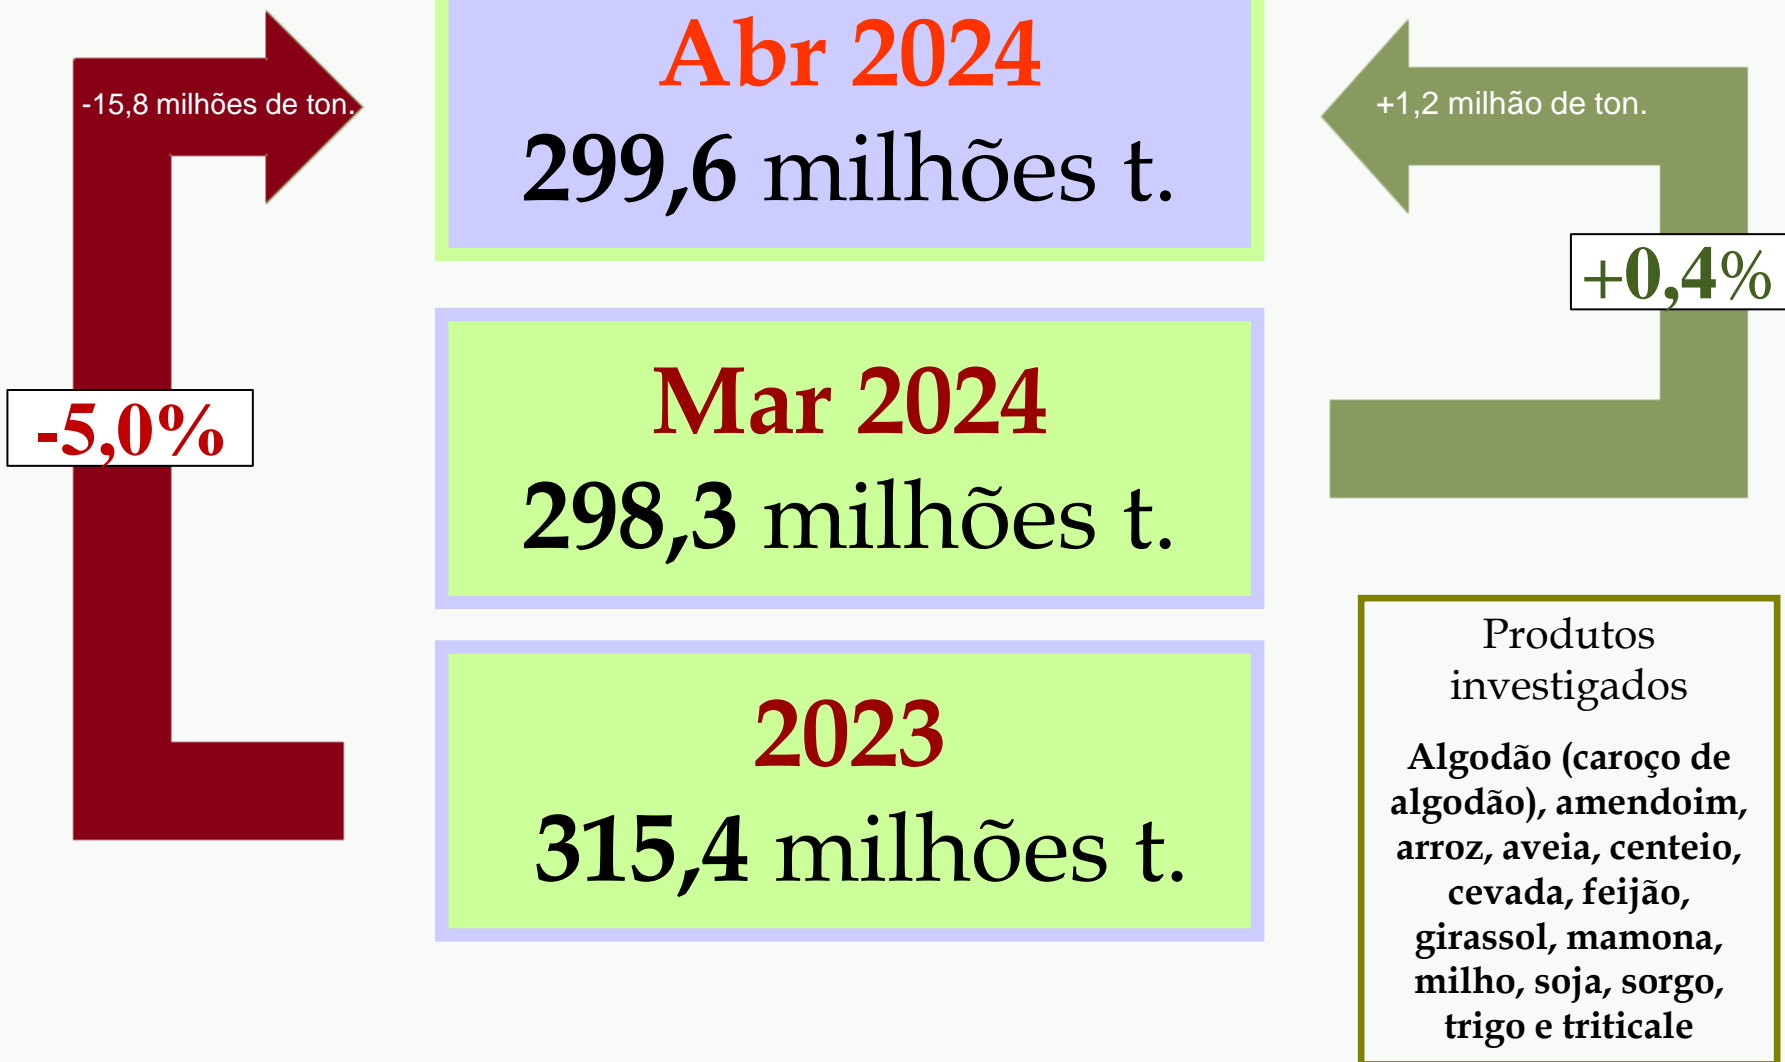 Abr 2024
299,6 milhões t.
-15,8 milhões de ton.
+1,2 milhão de ton.
+0,4%
-5,0%
Mar 2024
298,3 milhões t.
2023
315,4 milhões t.
Produtos
investigados
Algodão (caroço de
algodão), amendoim,
arroz, aveia, centeio,
cevada, feijão,
girassol, mamona,
milho, soja, sorgo,
trigo e triticale